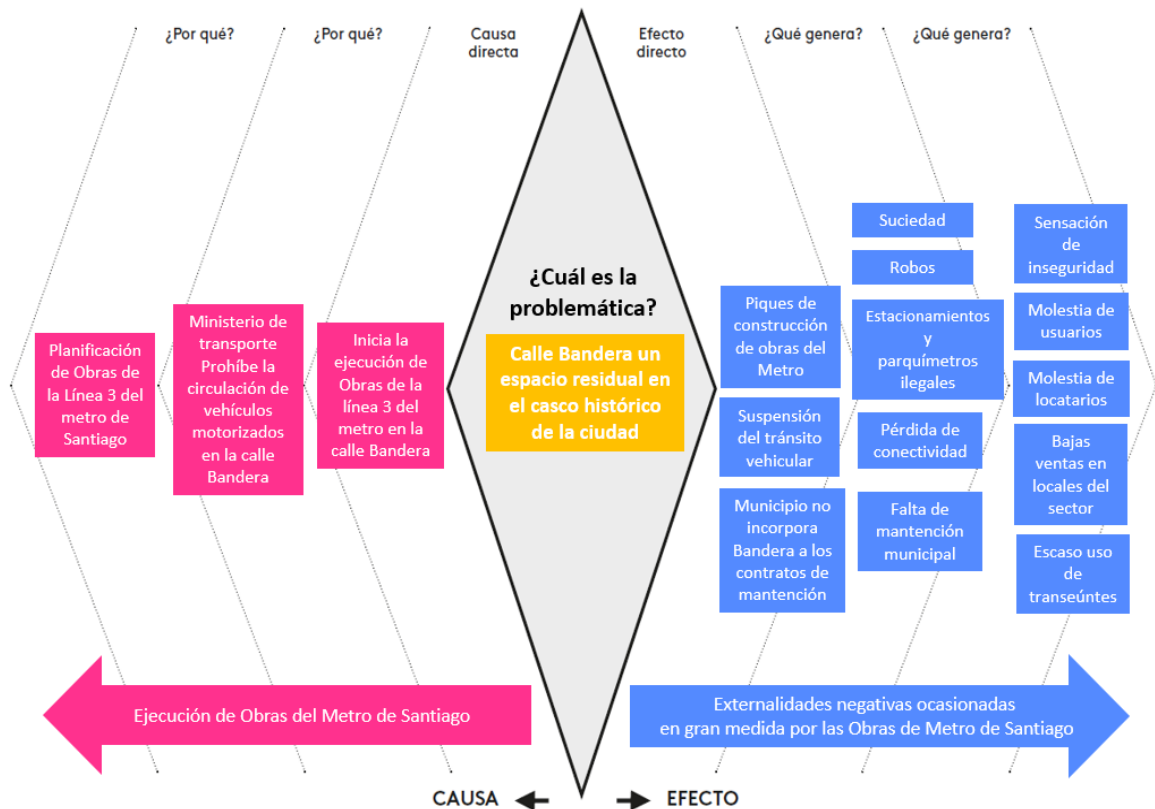 ¿Por qué?
¿Por qué?
Causa
directa
Efecto
directo
¿Qué genera?
¿Qué genera?
Planificación
de Obras de
la Línea 3 del
metro de
Santiago
Ministerio de
transporte
Prohíbe la
circulación de
vehículos
motorizados
en la calle
Bandera
Inicia la
ejecución de
Obras de la
línea 3 del
metro en la
calle Bandera
¿Cuál es la
problemática?
Calle Bandera un
espacio residual en
el casco histórico
de la ciudad
Piques de
construcción
de obras del
Metro
Suspensión
del tránsito
vehicular
Municipio no
incorpora
Bandera a los
contratos de
mantención
Suciedad
Robos
Estacionamientos
y
parquímetros
ilegales
Pérdida de
conectividad
Falta de
mantención
municipal
Sensación
de
inseguridad
Molestia de
usuarios
Molestia de
locatarios
Bajas
ventas en
locales del
sector
Escaso uso
de
transeúntes
Ejecución de Obras del Metro de Santiago
Externalidades negativas ocasionadas
en gran medida por las Obras de Metro de Santiago
CAUSA
EFECTO